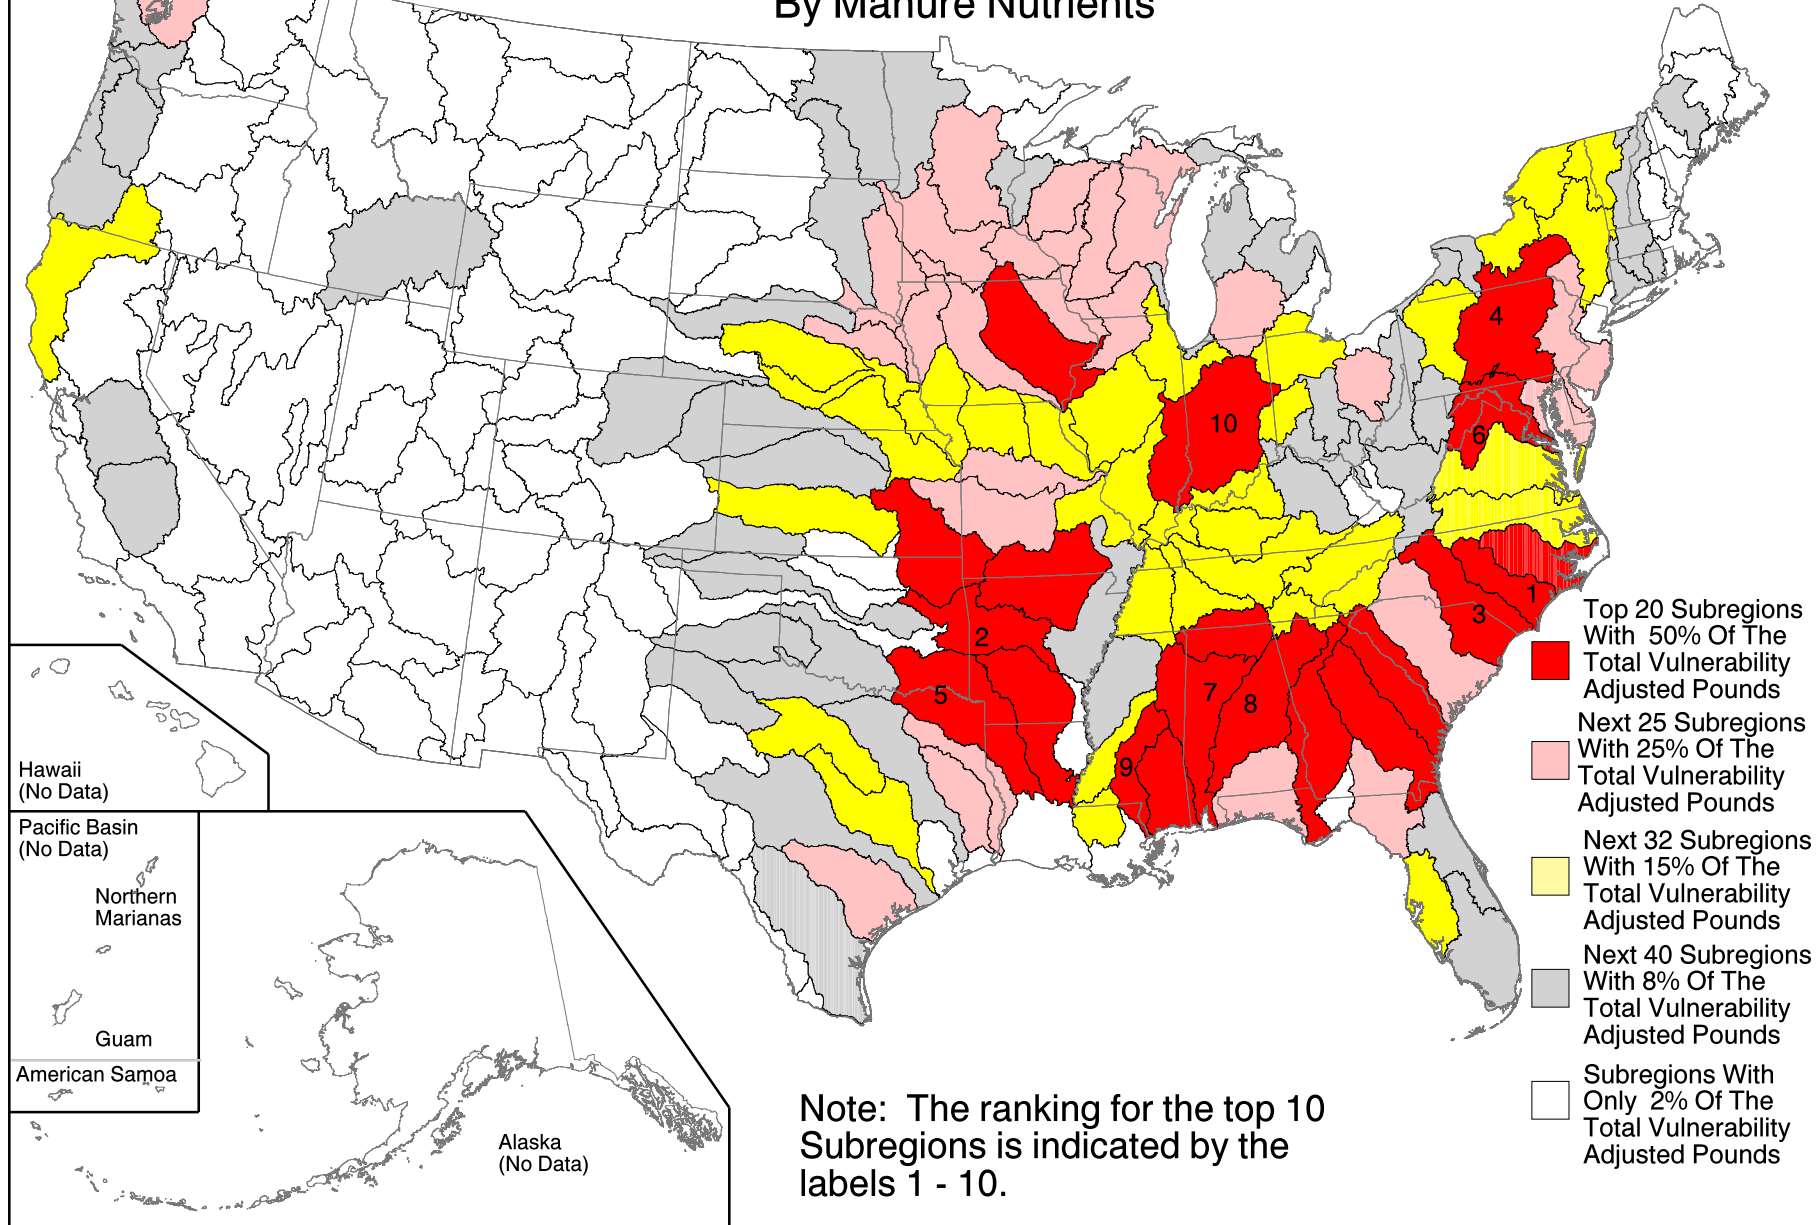 By Manure Nutrients
4
10
6
1
3
2
5
7
8
9
Top 20 Subregions
With 50% Of The
Total Vulnerability
Adjusted Pounds
Next 25 Subregions
With 25% Of The
Total Vulnerability
Adjusted Pounds
Next 32 Subregions
With 15% Of The
Total Vulnerability
Adjusted Pounds
Next 40 Subregions
With 8% Of The
Total Vulnerability
Adjusted Pounds
Subregions With
Only 2% Of The
Total Vulnerability
Adjusted Pounds
Hawaii
(No Data)
Pacific Basin
(No Data)
Northern
Marianas
Guam
American Samoa
Alaska
(No Data)
Note: The ranking for the top 10
Subregions is indicated by the
labels 1 - 10.